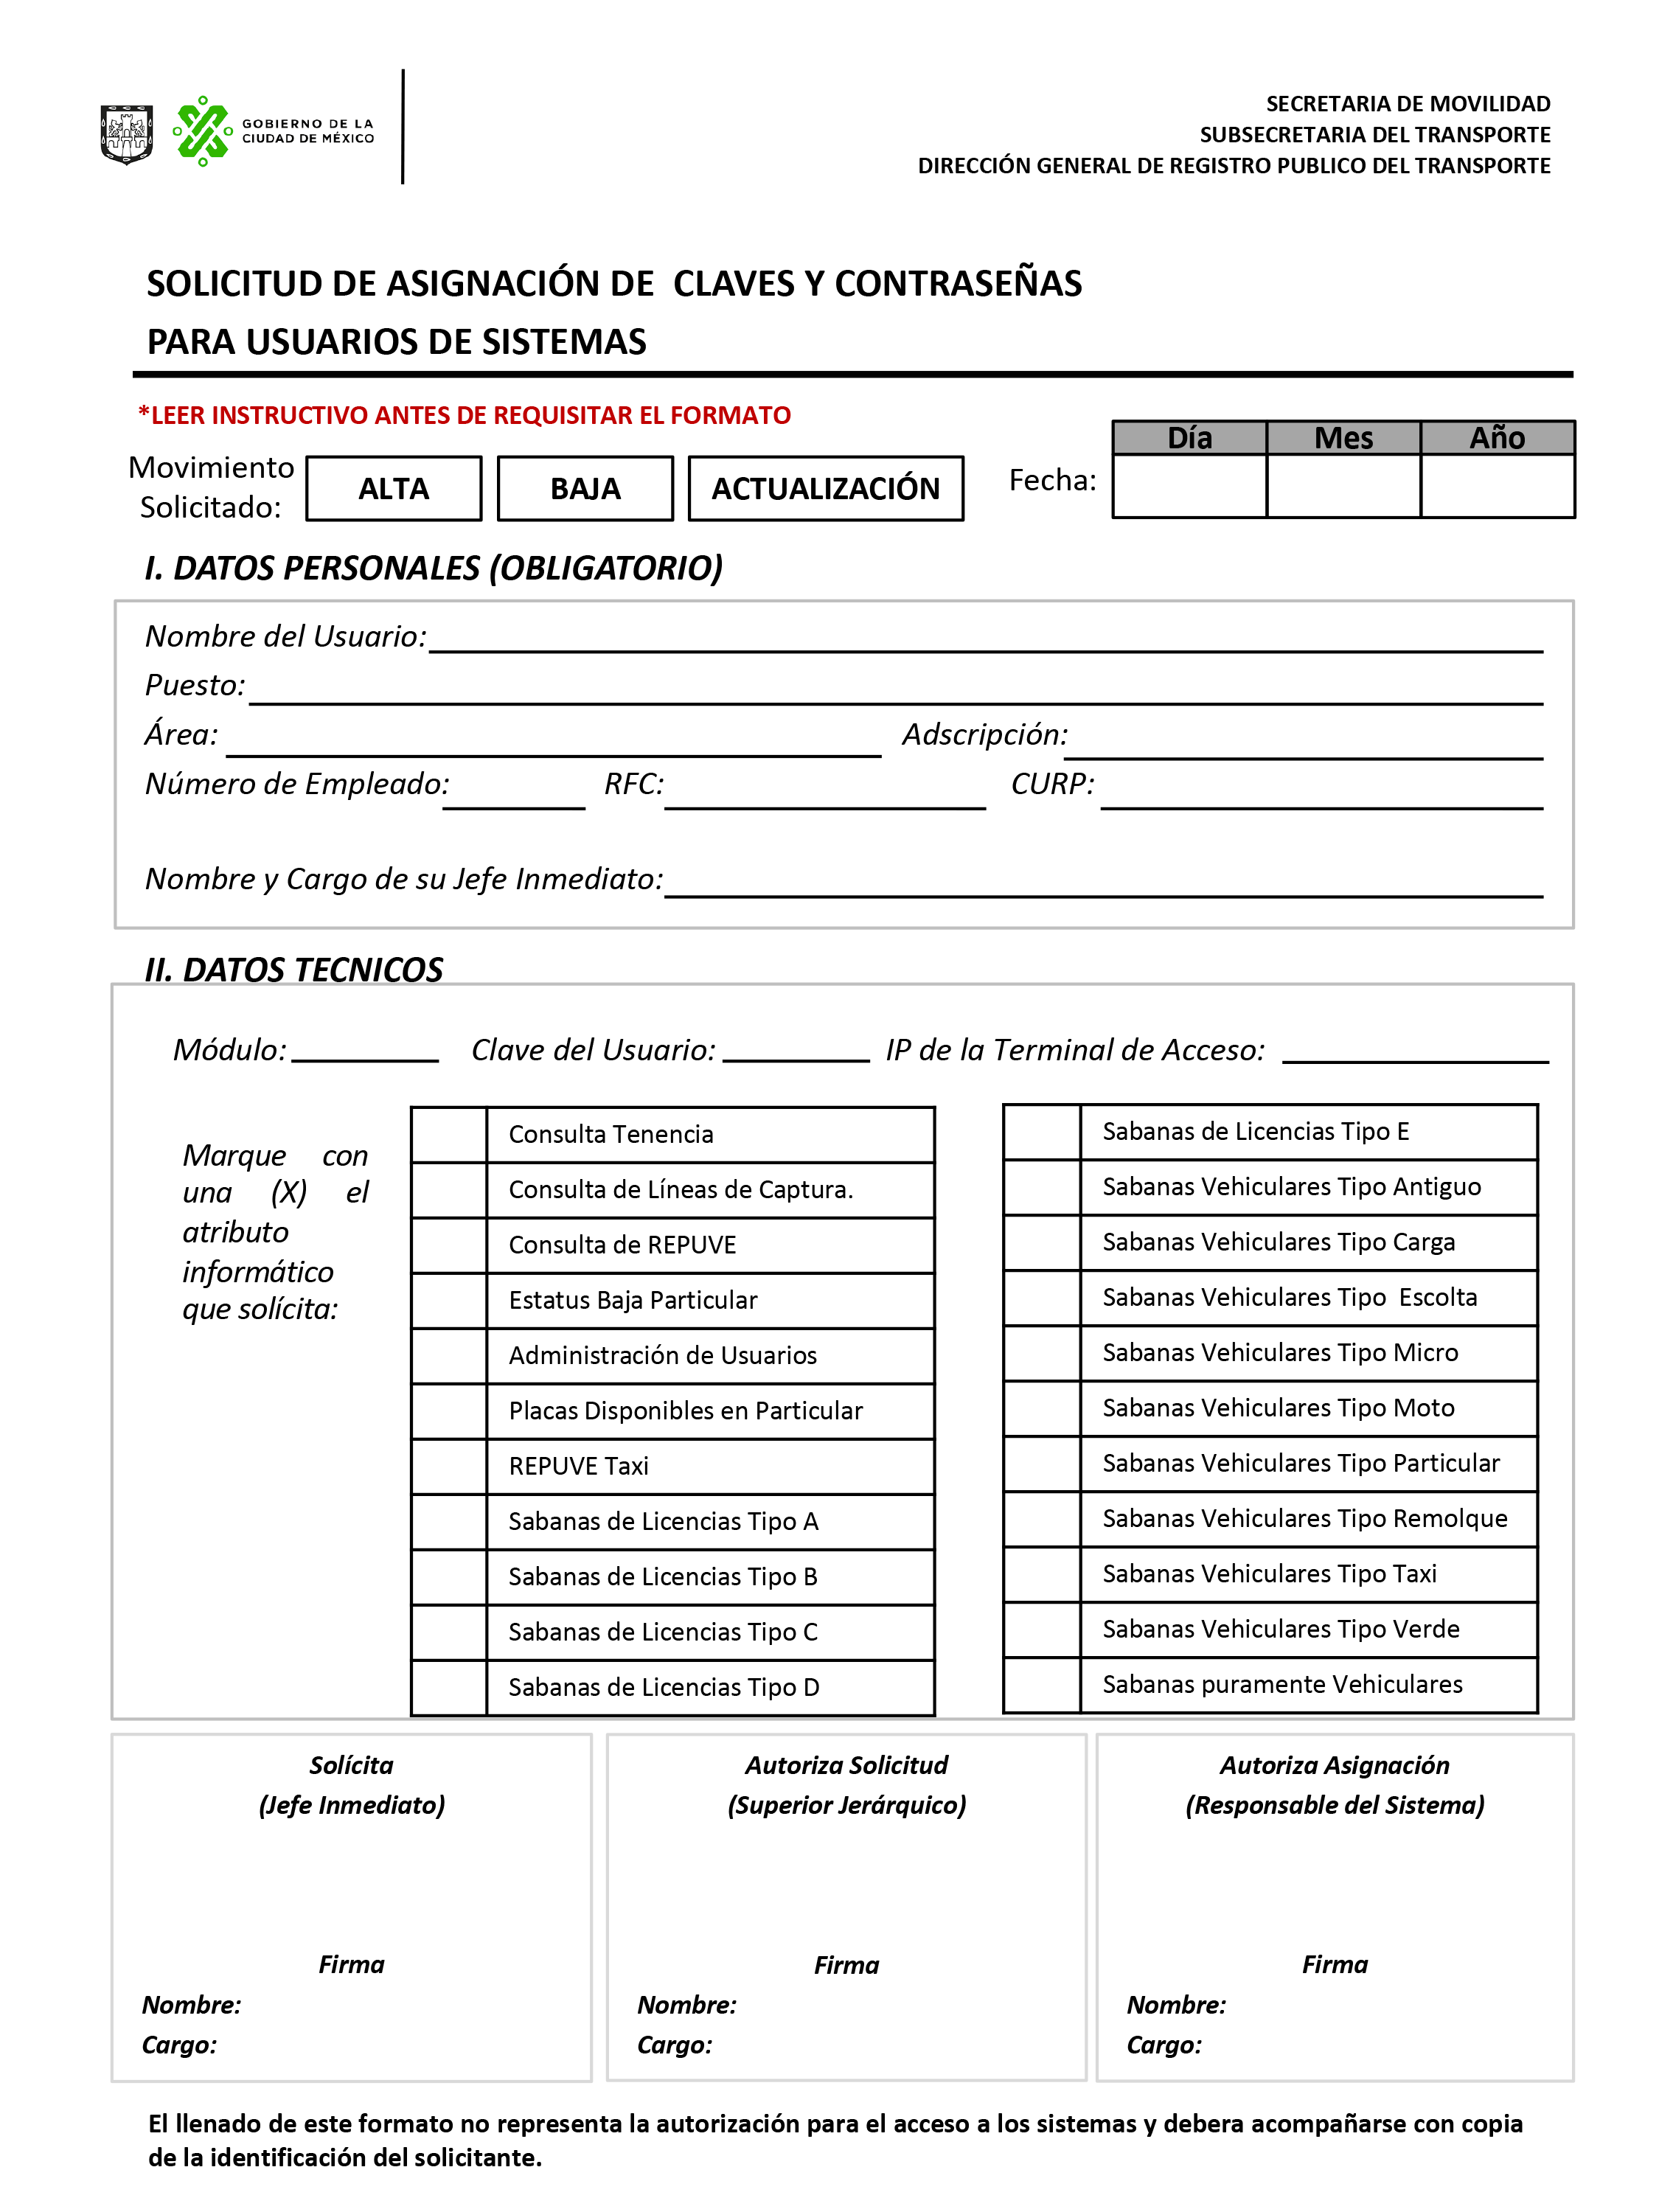 GOBIERNO DE LA
CIUDAD DE MÉXICO
SECRETARIA DE MOVILIDAD
SUBSECRETARIA DEL TRANSPORTE
DIRECCIÓN GENERAL DE REGISTRO PUBLICO DEL TRANSPORTE
SOLICITUD DE ASIGNACIÓN DE CLAVES Y CONTRASEÑAS
PARA USUARIOS DE SISTEMAS
*LEER INSTRUCTIVO ANTES DE REQUISITAR EL FORMATO
Movimiento
Solicitado:
ALTA
BAJA
ACTUALIZACIÓN
Fecha:
Día Mes Año
I. DATOS PERSONALES (OBLIGATORIO)
Nombre del Usuario:
Puesto:
Área: Adscripción:
Número de Empleado: RFC: CURP:
Nombre y Cargo de su Jefe Inmediato:
II. DATOS TECNICOS
Módulo: Clave del Usuario: IP de la Terminal de Acceso:
Marque con
una (X) el
atributo
informático
que solícita:
Consulta Tenencia
Consulta de Líneas de Captura.
Consulta de REPUVE
Estatus Baja Particular
Administración de Usuarios
Placas Disponibles en Particular
REPUVE Taxi
Sabanas de Licencias Tipo A
Sabanas de Licencias Tipo B
Sabanas de Licencias Tipo C
Sabanas de Licencias Tipo D
Sabanas de Licencias Tipo E
Sabanas Vehiculares Tipo Antiguo
Sabanas Vehiculares Tipo Carga
Sabanas Vehiculares Tipo Escolta
Sabanas Vehiculares Tipo Micro
Sabanas Vehiculares Tipo Moto
Sabanas Vehiculares Tipo Particular
Sabanas Vehiculares Tipo Remolque
Sabanas Vehiculares Tipo Taxi
Sabanas Vehiculares Tipo Verde
Sabanas puramente Vehiculares
Solícita
(Jefe Inmediato)
Firma
Nombre:
Cargo:
Autoriza Solicitud
(Superior Jerárquico)
Firma
Nombre:
Cargo:
Autoriza Asignación
(Responsable del Sistema)
Firma
Nombre:
Cargo:
El llenado de este formato no representa la autorización para el acceso a los sistemas y debera acompañarse con copia
de la identificación del solicitante.